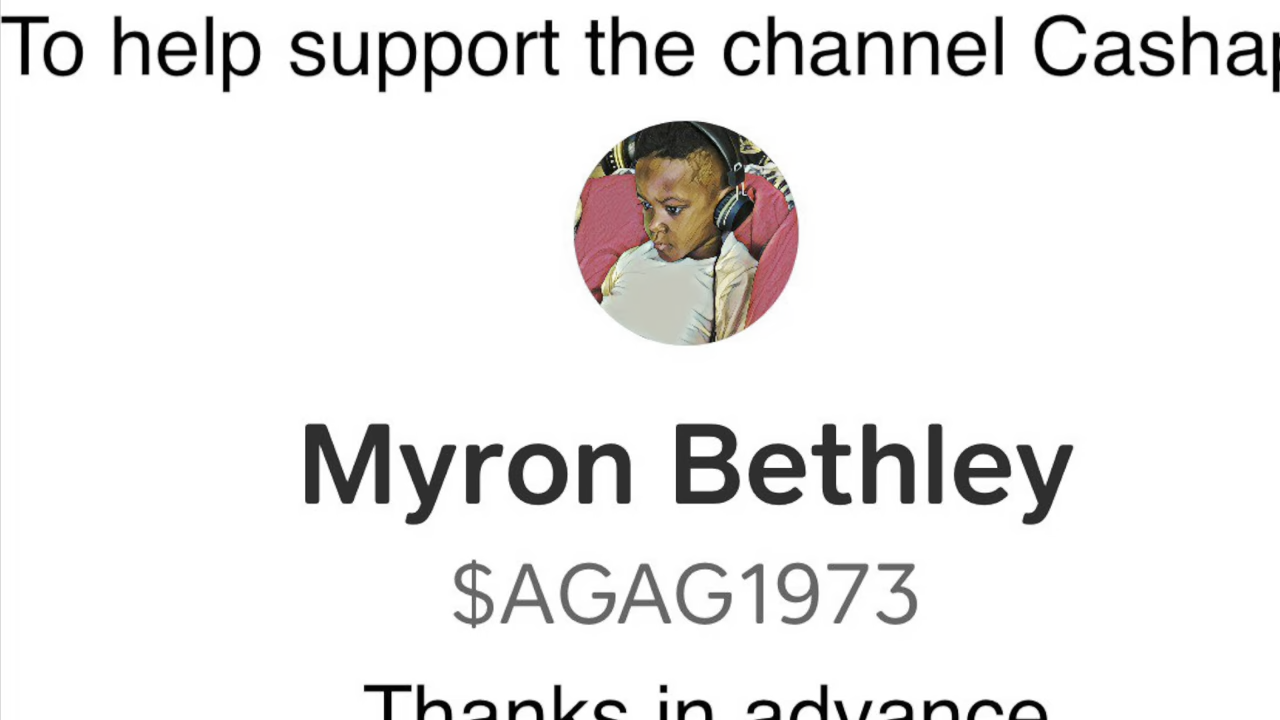 To help support the channel Cashap
Myron Bethley
$AGAG1973
Thanks in advance